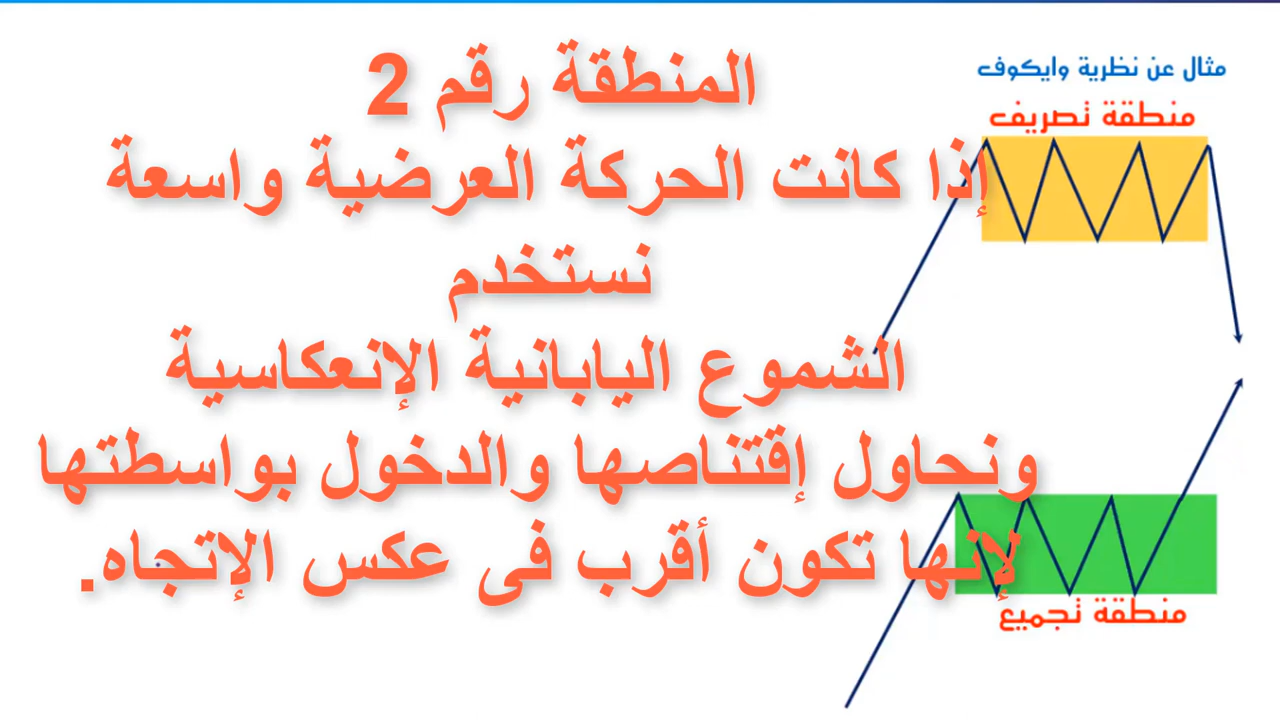 المنطقة رقم 2
إذا كانت الحركة العرضية واسعة
نستخدم
الشموع اليابانية الإنعكاسية
ونحاول إقتناصها والدخول بواسطتها
لإنها تكون أقرب فى عكس الإتجاه.
مثال عن نظرية وايكوف
منطقة تصريف
منطقة تجميع